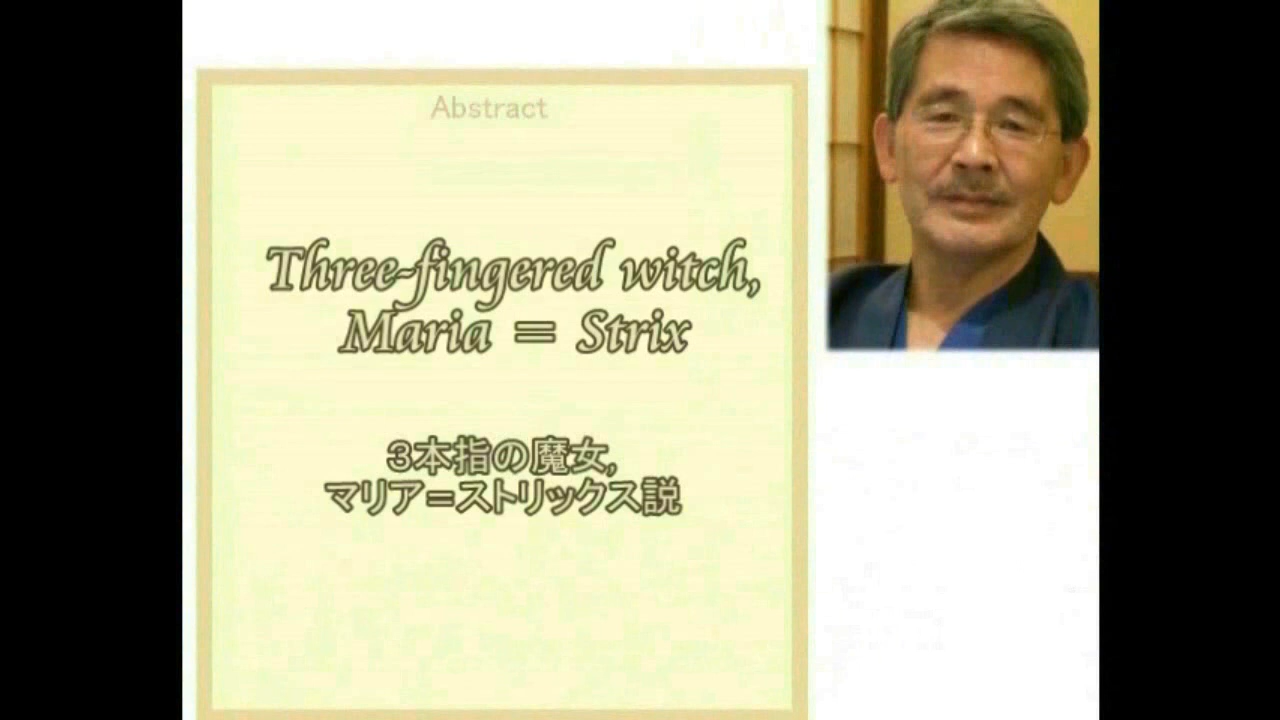 Abstract
Three-fingered witch,
Maria = Strix
3本指の魔女,
マリア=ストリックス説